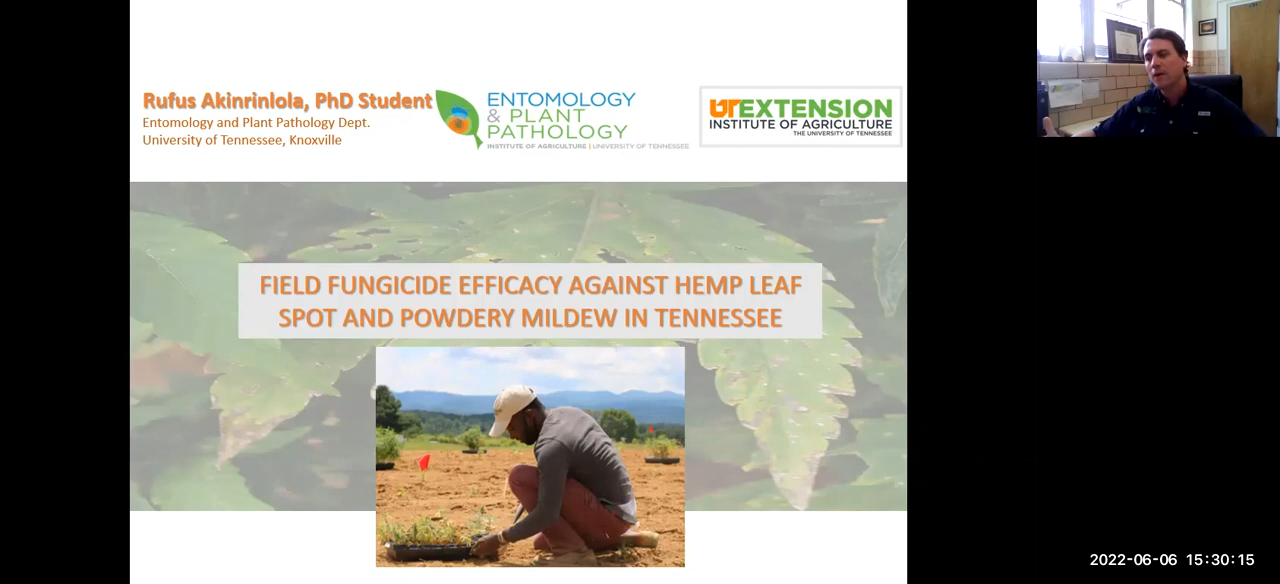 Rufus Akinrinlola, PhD Student
Entomology and Plant Pathology Dept.
University of Tennessee, Knoxville
ENTOMOLOGY
& PLANT
PATHOLOGY
INSTITUTE OF AGRICULTURE | UNIVERSITY OF TENNESSEE
UTEXTENSION
INSTITUTE OF AGRICULTURE
THE UNIVERSITY OF TENNESSEE
FIELD FUNGICIDE EFFICACY AGAINST HEMP LEAF
SPOT AND POWDERY MILDEW IN TENNESSEE
2022-06-06 15:30:15